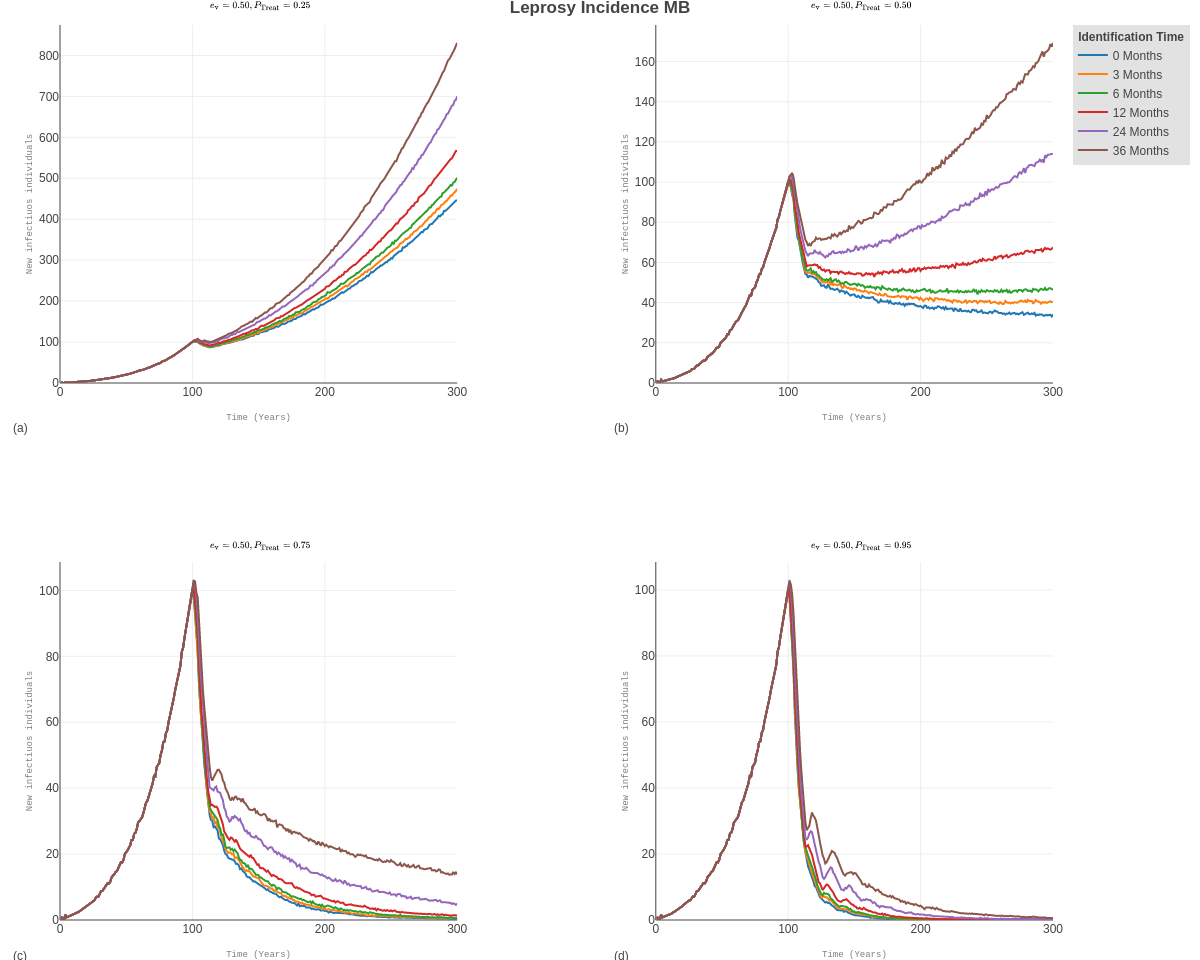 Leprosy Incidence MB
e_v = 0.50, P_Treat = 0.25
800
700
600
500
400
300
200
100
0
0 100 200 300
New infectiuos individuals
Time (Years)
(a)
e_v = 0.50, P_Treat = 0.50
160
140
120
100
80
60
40
20
0
0 100 200 300
New infectiuos individuals
Time (Years)
(b)
Identification Time
0 Months
3 Months
6 Months
12 Months
24 Months
36 Months
e_v = 0.50, P_Treat = 0.75
100
80
60
40
20
0
0 100 200 300
New infectiuos individuals
Time (Years)
(c)
e_v = 0.50, P_Treat = 0.95
100
80
60
40
20
0
0 100 200 300
New infectiuos individuals
Time (Years)
(d)